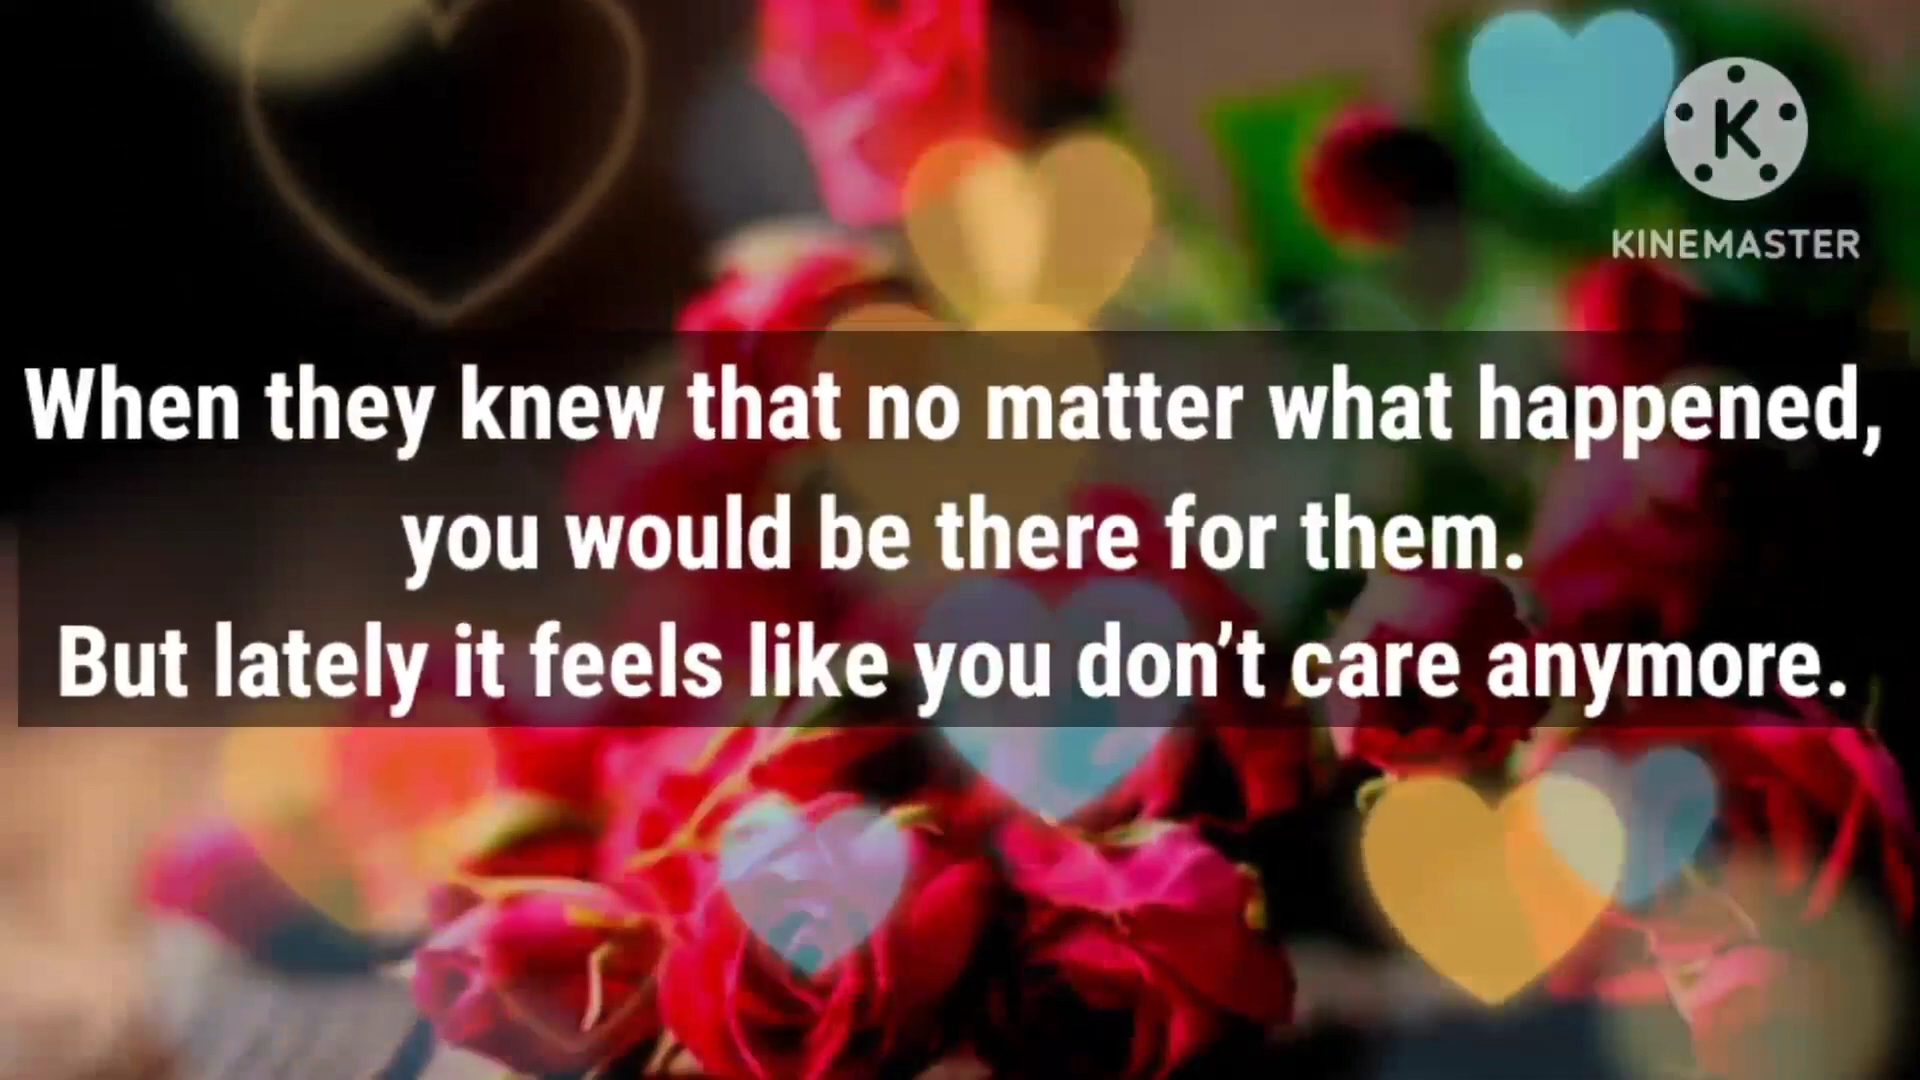 K
KINEMASTER
When they knew that no matter what happened,
you would be there for them.
But lately it feels like you don’t care anymore.